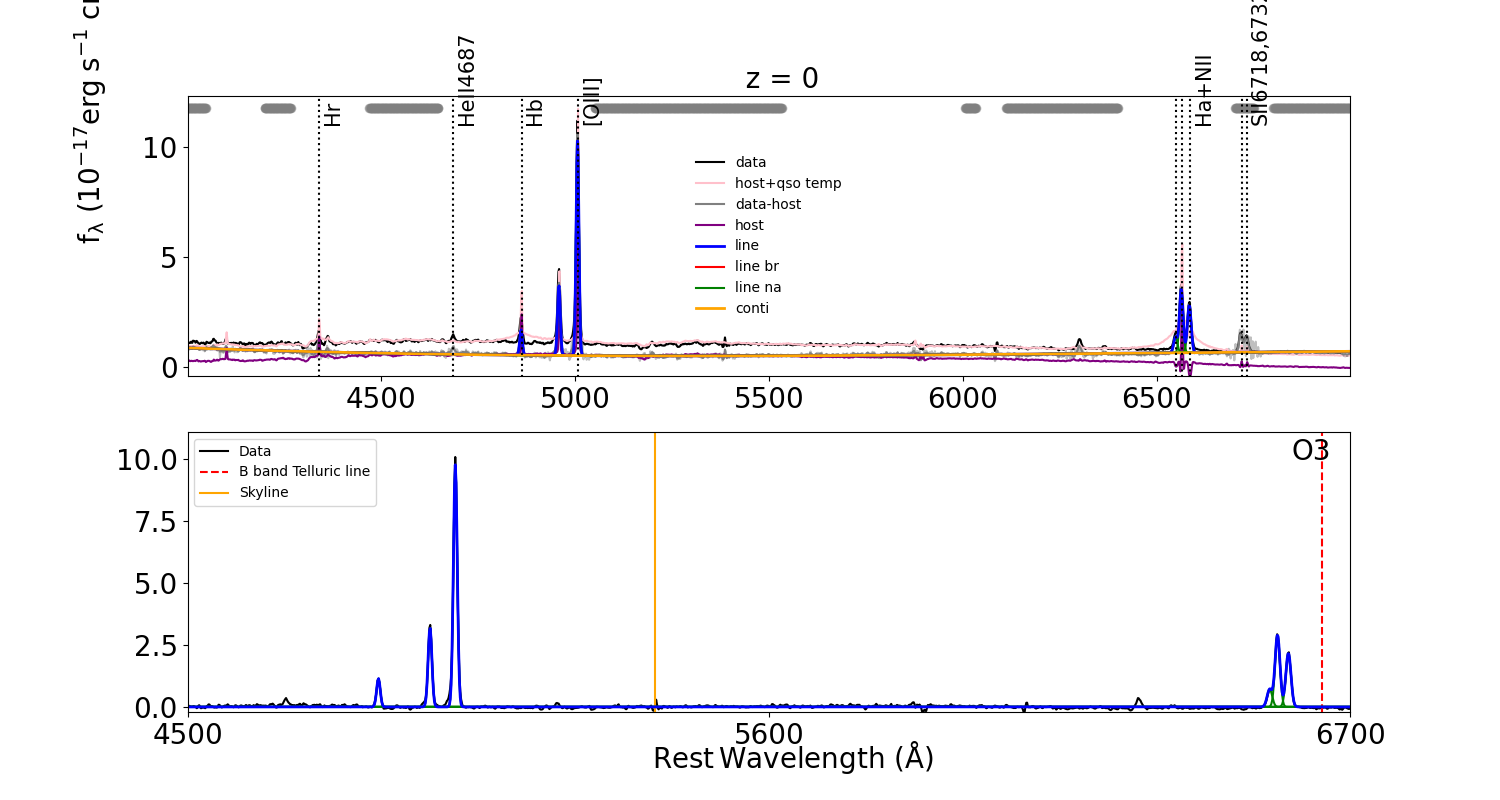 z = 0
f_λ (10^−17 erg s^−1
Hr
HeII4687
Hb
[OIII]
Ha+NII
SII6718,673
10
5
0
data
host+qso temp
data-host
host
line
line br
line na
conti
4500 5000 5500 6000 6500
O3
Data
B band Telluric line
Skyline
10.0
7.5
5.0
2.5
0.0
4500 5600 6700
Rest Wavelength (Å)